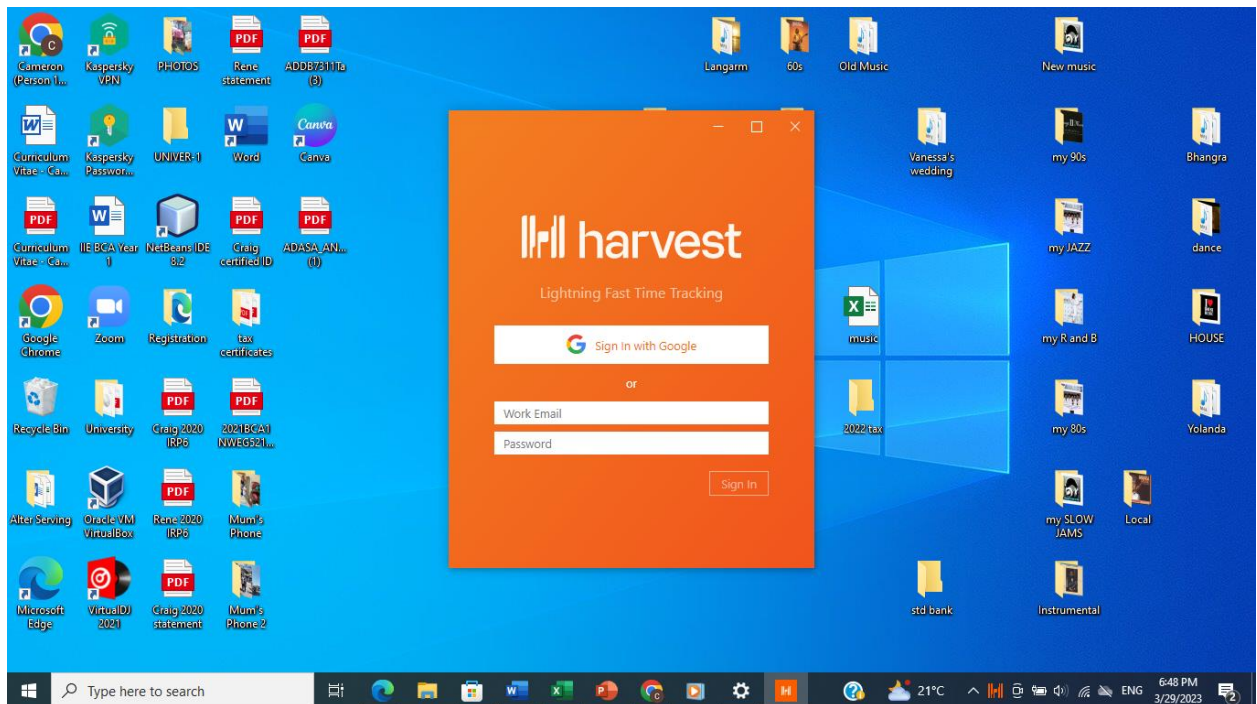 Cameron
(Person 1...
Kaspersky
VPN
PHOTOS
PDF
Rene
statement
PDF
ADDB7311Ta
(3)
Langarm
60s
Old Music
New music
Curriculum
Vitae - Ca...
Kaspersky
Passwor...
UNIVER-1
Word
Canva
Canva
Vanessa's
wedding
my 90s
Bhangra
PDF
Curriculum
Vitae - Ca...
IIE BCA Year
1
NetBeans IDE
8.2
PDF
Craig
certified ID
PDF
ADASA_AN...
(1)
my JAZZ
dance
Google
Chrome
Zoom
Registration
tax
certificates
music
my R and B
HOUSE
Recycle Bin
University
PDF
Craig 2020
IRP6
PDF
2021BCA1
NWEG521...
2022 tax
my 80s
Yolanda
Alter Serving
Oracle VM
VirtualBox
PDF
Rene 2020
IRP6
Mum's
Phone
my SLOW
JAMS
Local
Microsoft
Edge
VirtualDJ
2021
PDF
Craig 2020
statement
Mum's
Phone 2
std bank
Instrumental
harvest
Lightning Fast Time Tracking
Sign In with Google
or
Work Email
Password
Sign In
Type here to search
21°C
ENG
6:48 PM
3/29/2023
2